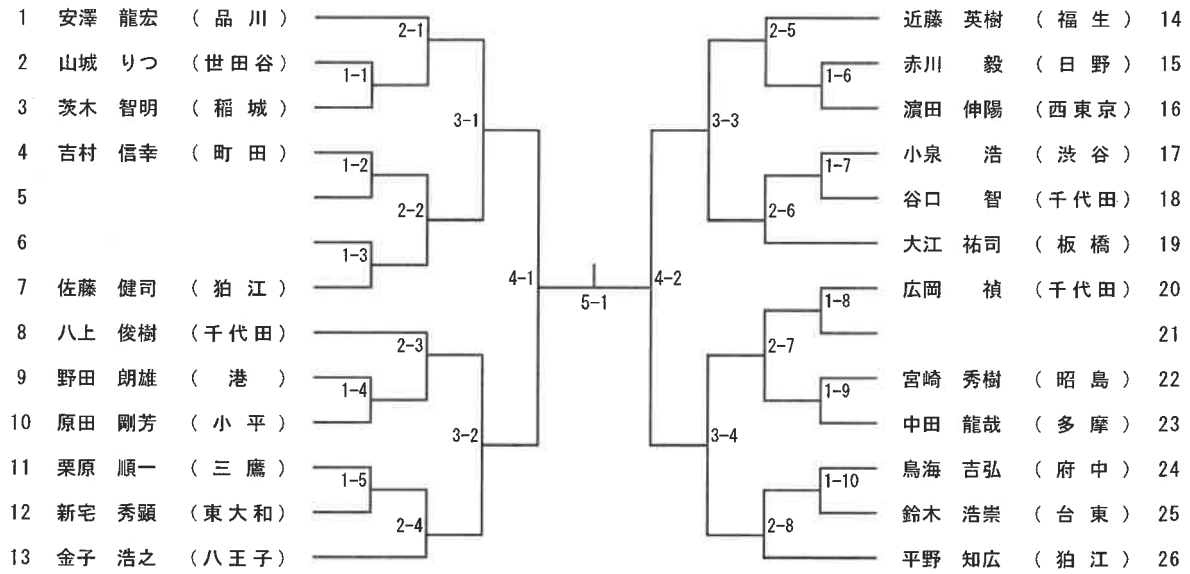 1 安澤 龍宏 (品川)
2 山城 りつ (世田谷)
3 茨木 智明 (稲城)
4 吉村 信幸 (町田)
5
6
7 佐藤 健司 (狛江)
8 八上 俊樹 (千代田)
9 野田 朗雄 (港)
10 原田 剛芳 (小平)
11 栗原 順一 (三鷹)
12 新宅 秀顕 (東大和)
13 金子 浩之 (八王子)
1-1
1-2
1-3
1-4
1-5
2-1
2-2
2-3
2-4
3-1
3-2
4-1
5-1
4-2
3-3
3-4
2-5
2-6
2-7
2-8
1-6
1-7
1-8
1-9
1-10
近藤 英樹 (福生) 14
赤川 毅 (日野) 15
濵田 伸陽 (西東京) 16
小泉 浩 (渋谷) 17
谷口 智 (千代田) 18
大江 祐司 (板橋) 19
広岡 禎 (千代田) 20
21
宮崎 秀樹 (昭島) 22
中田 龍哉 (多摩) 23
鳥海 吉弘 (府中) 24
鈴木 浩崇 (台東) 25
平野 知広 (狛江) 26